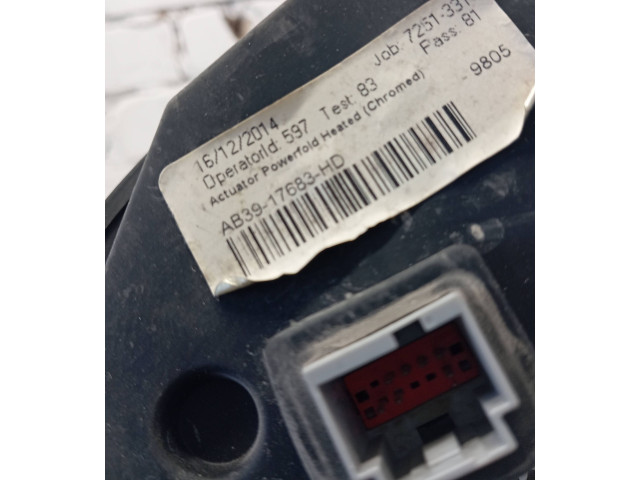 16/12/2014 Job: 7251-331
OperatorId: 597 Test: 83 Pass: 81
(Actuator Powerfold Heated (Chromed)
AB39-17683-HD -9805